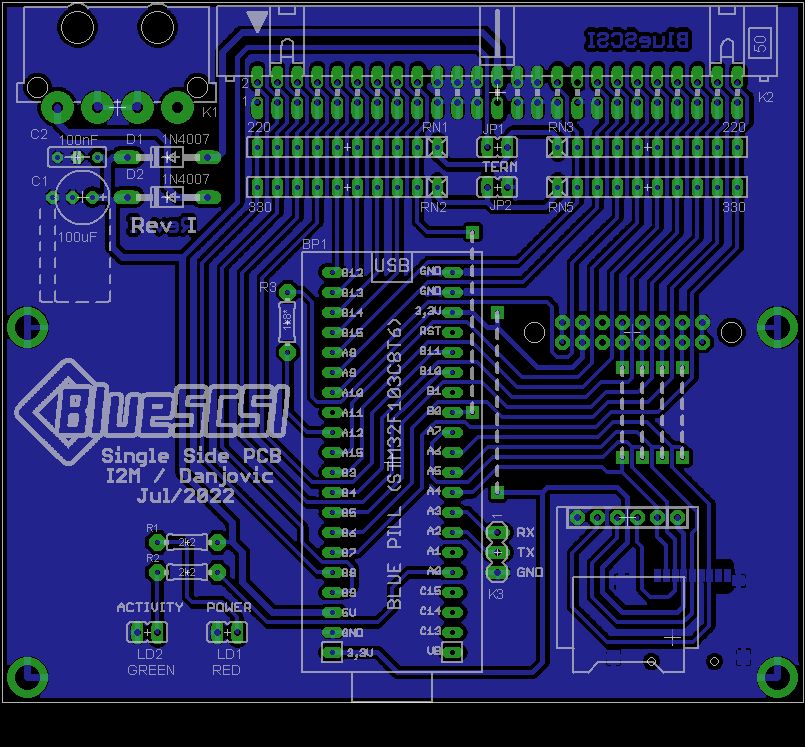 BlueSCSI
50
K1
2
1
K2
C2
100nF
D1
1N4007
220
RN1
JP1
RN3
220
TERM
D2
1N4007
C1
330
RN2
JP2
RN5
330
100uF
Rev I
BP1
USB
R3
B12
B13
B14
B15
A8
A9
A10
A11
A12
A15
B3
B4
B5
B6
B7
B8
B9
5V
GND
3,3V
GND
GND
3,3V
RST
B11
B10
B1
B0
A7
A6
A5
A4
A3
A2
A1
A0
C15
C14
C13
VB
BLUE PILL (STM32F103C8T6)
BlueSCSI
Single Side PCB
I2M / Danjovic
Jul/2022
R1
2k2
R2
2k2
1
RX
TX
GND
K3
ACTIVITY
POWER
LD2
GREEN
LD1
RED